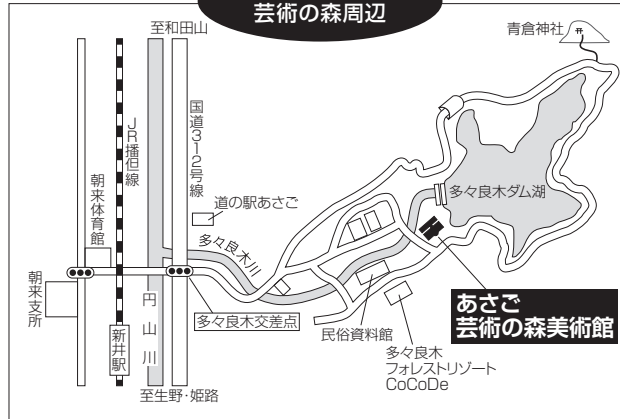 芸術の森周辺
至和田山
青倉神社
JR播但線
国道312号線
朝来体育館
道の駅あさご
多々良木川
多々良木ダム湖
朝来支所
新井駅
円山川
多々良木交差点
民俗資料館
多々良木
フォレストリゾート
CoCoDe
あさご
芸術の森美術館
至生野・姫路